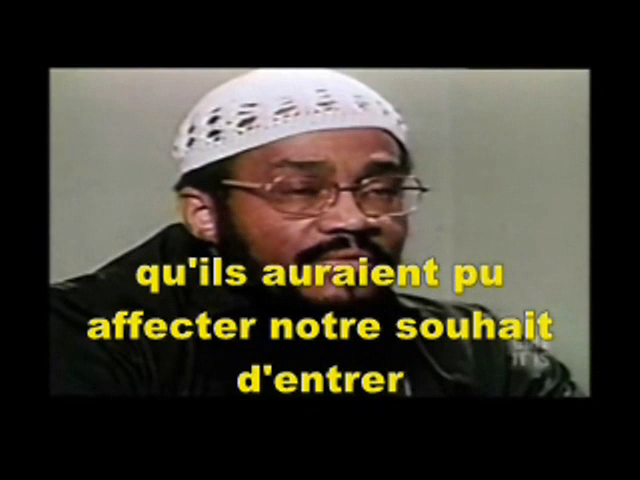 qu'ils auraient pu
affecter notre souhait
d'entrer